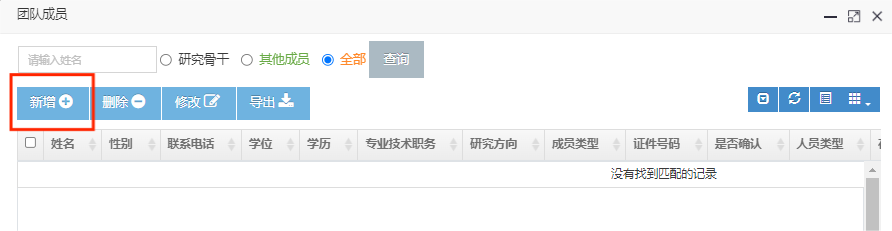 团队成员
请输入姓名 研究骨干 其他成员 全部 查询
新增 删除 修改 导出
姓名 性别 联系电话 学位 学历 专业技术职务 研究方向 成员类型 证件号码 是否确认 人员类型
没有找到匹配的记录